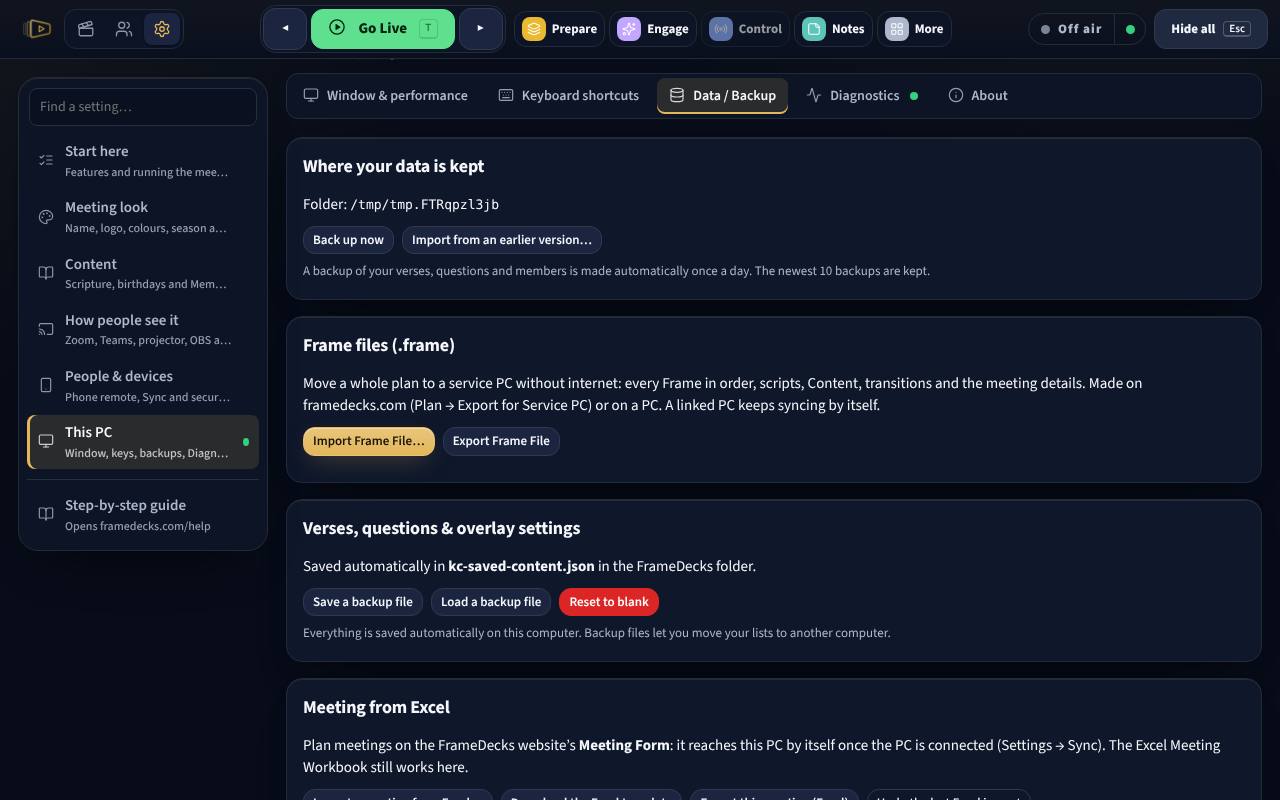 Go Live T
Prepare
Engage
Control
Notes
More
Off air
Hide all Esc
Find a setting…
Start here
Features and running the mee…
Meeting look
Name, logo, colours, season a…
Content
Scripture, birthdays and Mem…
How people see it
Zoom, Teams, projector, OBS a…
People & devices
Phone remote, Sync and secur…
This PC
Window, keys, backups, Diagn…
Step-by-step guide
Opens framedecks.com/help
Window & performance
Keyboard shortcuts
Data / Backup
Diagnostics
About
Where your data is kept
Folder: /tmp/tmp.FTRqpzl3jb
Back up now
Import from an earlier version…
A backup of your verses, questions and members is made automatically once a day. The newest 10 backups are kept.
Frame files (.frame)
Move a whole plan to a service PC without internet: every Frame in order, scripts, Content, transitions and the meeting details. Made on
framedecks.com (Plan → Export for Service PC) or on a PC. A linked PC keeps syncing by itself.
Import Frame File…
Export Frame File
Verses, questions & overlay settings
Saved automatically in kc-saved-content.json in the FrameDecks folder.
Save a backup file
Load a backup file
Reset to blank
Everything is saved automatically on this computer. Backup files let you move your lists to another computer.
Meeting from Excel
Plan meetings on the FrameDecks website’s Meeting Form: it reaches this PC by itself once the PC is connected (Settings → Sync). The Excel Meeting
Workbook still works here.